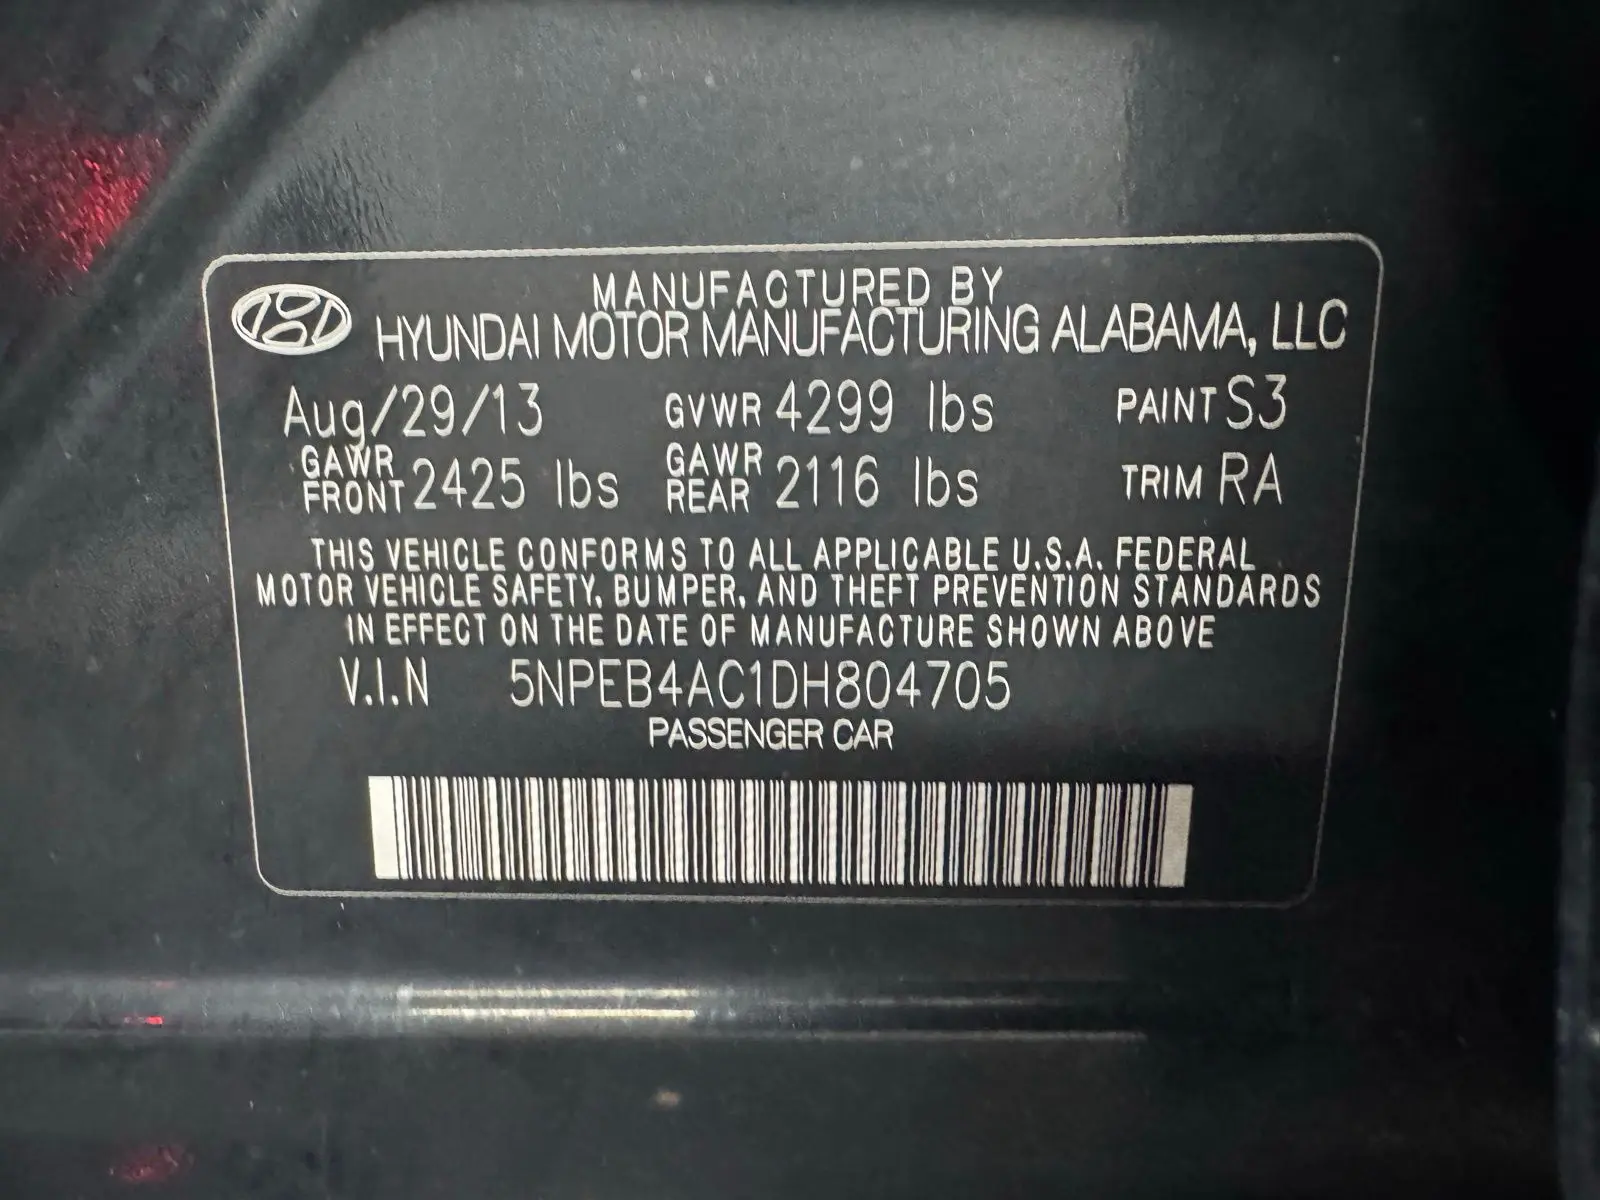 MANUFACTURED BY
HYUNDAI MOTOR MANUFACTURING ALABAMA, LLC
Aug/29/13 GVWR 4299 lbs PAINT S3
GAWR FRONT 2425 lbs GAWR REAR 2116 lbs TRIM RA
THIS VEHICLE CONFORMS TO ALL APPLICABLE U.S.A. FEDERAL
MOTOR VEHICLE SAFETY, BUMPER, AND THEFT PREVENTION STANDARDS
IN EFFECT ON THE DATE OF MANUFACTURE SHOWN ABOVE
V.I.N 5NPEB4AC1DH804705
PASSENGER CAR